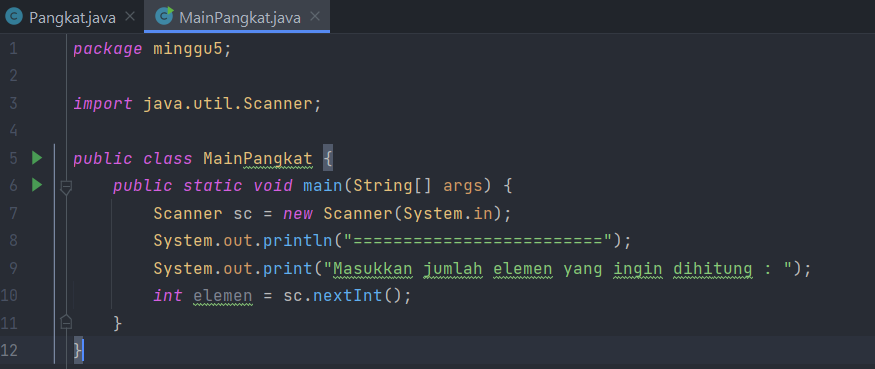 Pangkat.java MainPangkat.java
1 package minggu5;
2
3 import java.util.Scanner;
4
5 public class MainPangkat {
6     public static void main(String[] args) {
7         Scanner sc = new Scanner(System.in);
8         System.out.println("=========================");
9         System.out.print("Masukkan jumlah elemen yang ingin dihitung : ");
10         int elemen = sc.nextInt();
11     }
12 }